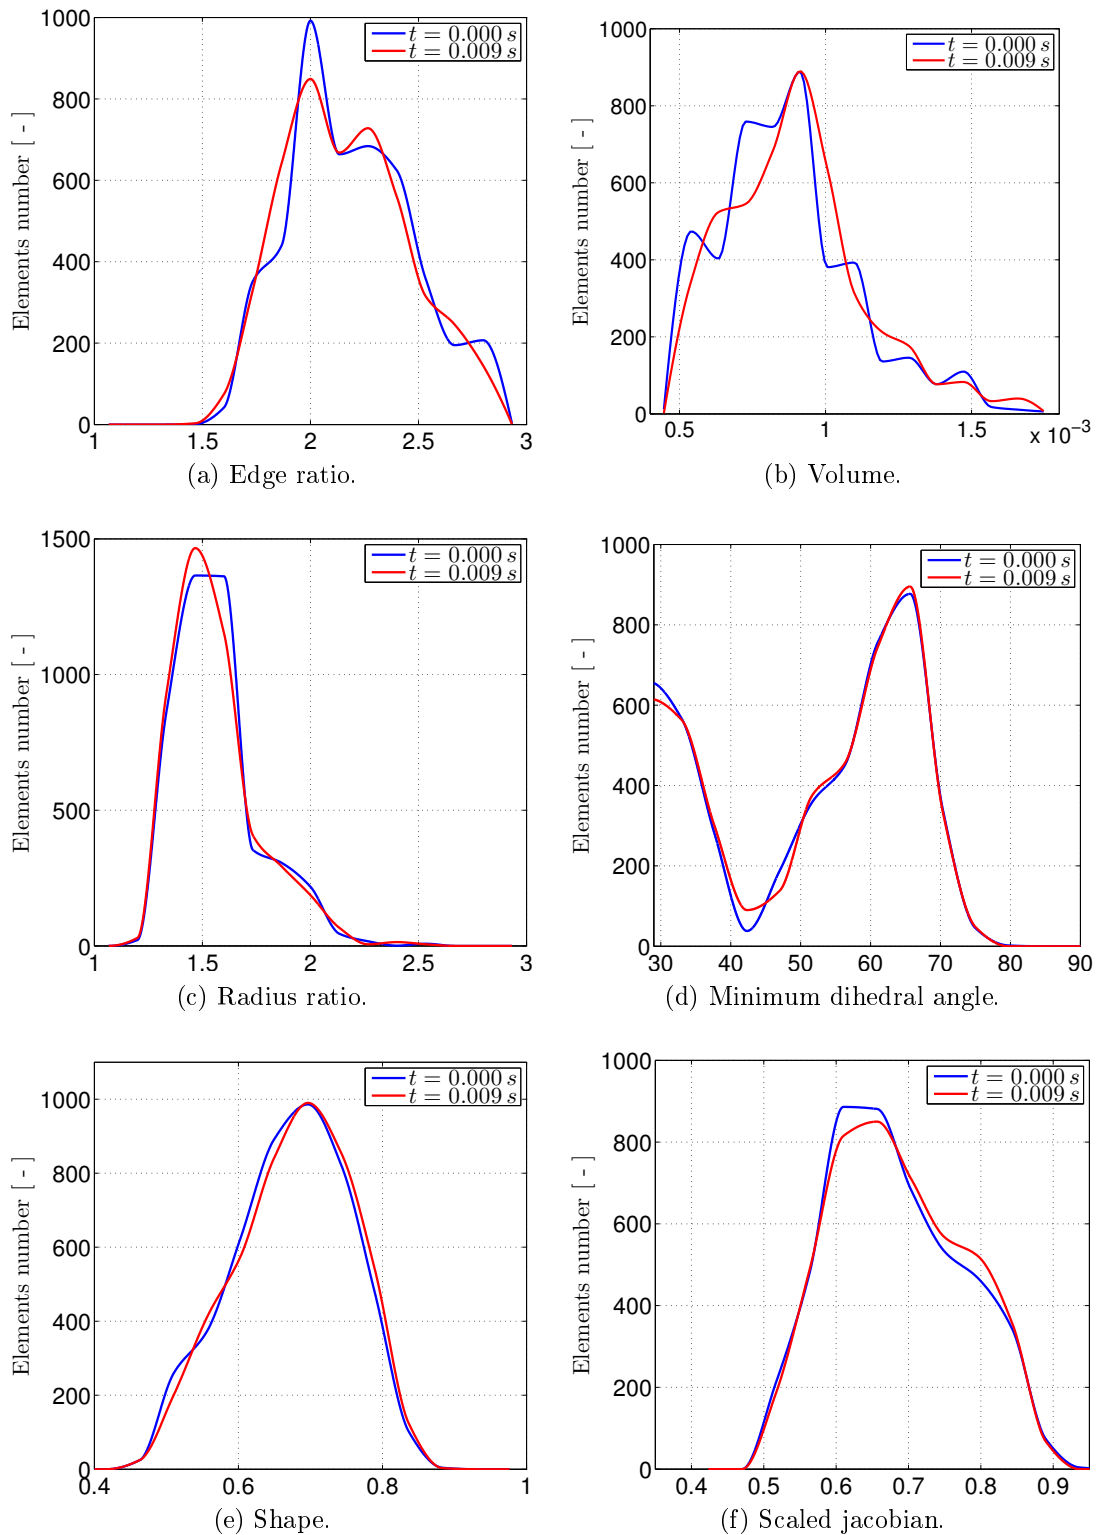 Elements number [ - ]
1000
800
600
400
200
0
t = 0.000 s
t = 0.009 s
1 1.5 2 2.5 3
(a) Edge ratio.
Elements number [ - ]
1000
800
600
400
200
0
t = 0.000 s
t = 0.009 s
0.5 1 1.5 x 10⁻³
(b) Volume.
Elements number [ - ]
1500
1000
500
0
t = 0.000 s
t = 0.009 s
1 1.5 2 2.5 3
(c) Radius ratio.
Elements number [ - ]
1000
800
600
400
200
0
t = 0.000 s
t = 0.009 s
30 40 50 60 70 80 90
(d) Minimum dihedral angle.
Elements number [ - ]
1000
800
600
400
200
0
t = 0.000 s
t = 0.009 s
0.4 0.6 0.8 1
(e) Shape.
Elements number [ - ]
1000
800
600
400
200
0
t = 0.000 s
t = 0.009 s
0.4 0.5 0.6 0.7 0.8 0.9
(f) Scaled jacobian.